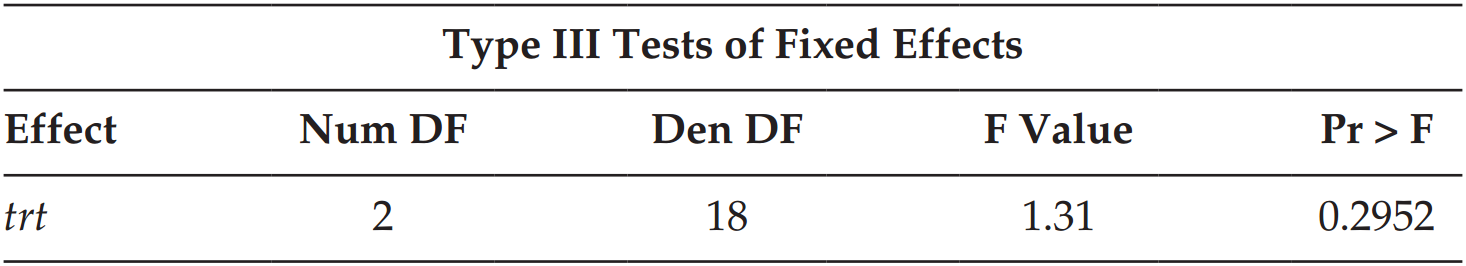 Type III Tests of Fixed Effects
Effect Num DF Den DF F Value Pr > F
trt 2 18 1.31 0.2952